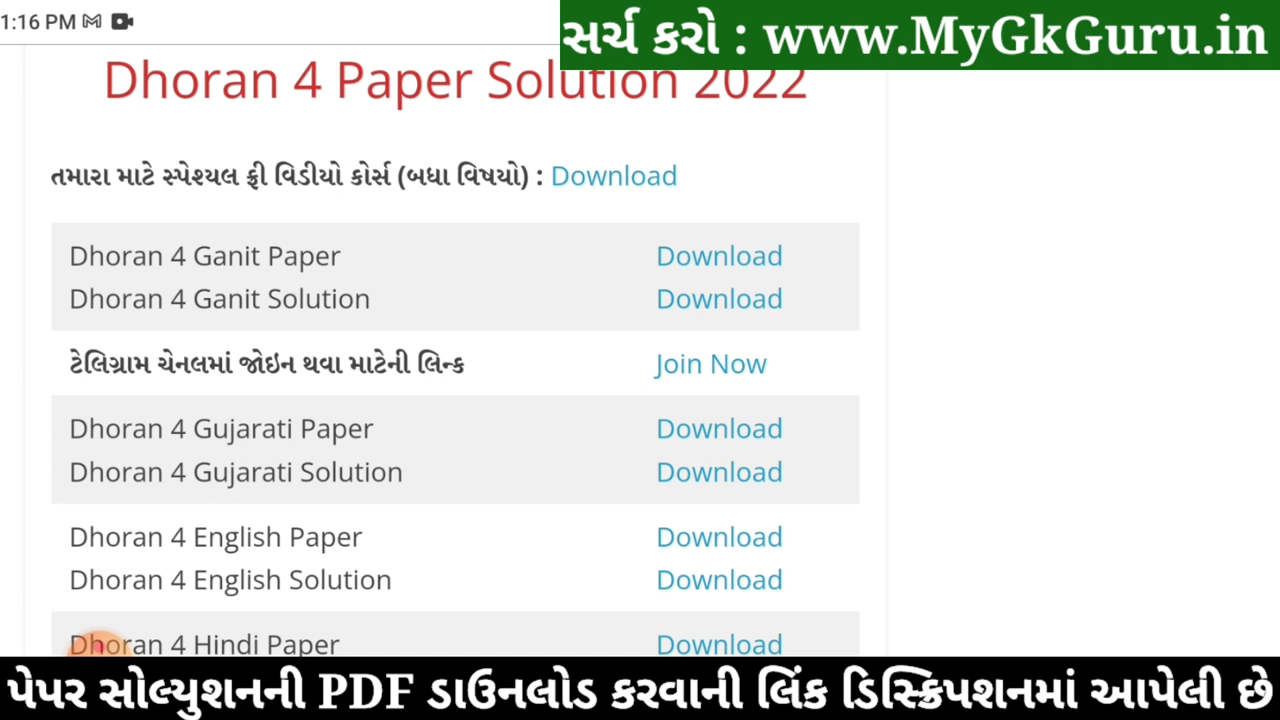 1:16 PM
સર્ચ કરો : www.MyGkGuru.in
Dhoran 4 Paper Solution 2022
તમારા માટે સ્પેશ્યલ ફ્રી વિડીયો કોર્સ (બધા વિષયો) : Download
Dhoran 4 Ganit Paper Download
Dhoran 4 Ganit Solution Download
ટેલિગ્રામ ચેનલમાં જોઇન થવા માટેની લિન્ક Join Now
Dhoran 4 Gujarati Paper Download
Dhoran 4 Gujarati Solution Download
Dhoran 4 English Paper Download
Dhoran 4 English Solution Download
Dhoran 4 Hindi Paper Download
પેપર સોલ્યુશનની PDF ડાઉનલોડ કરવાની લિંક ડિસ્ક્રિપશનમાં આપેલી છે